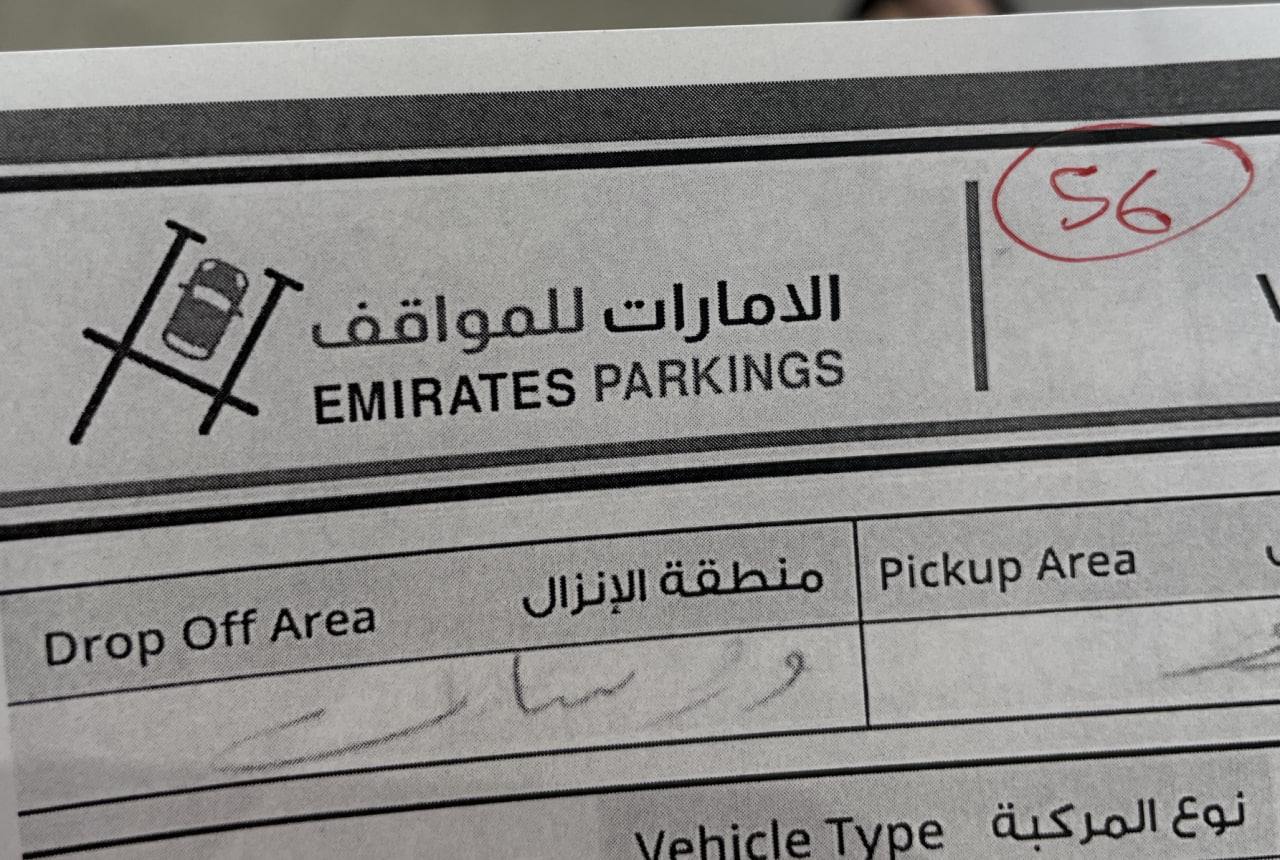 56
الامارات للمواقف
EMIRATES PARKINGS
Drop Off Area منطقة الإنزال
Pickup Area
Vehicle Type نوع المركبة